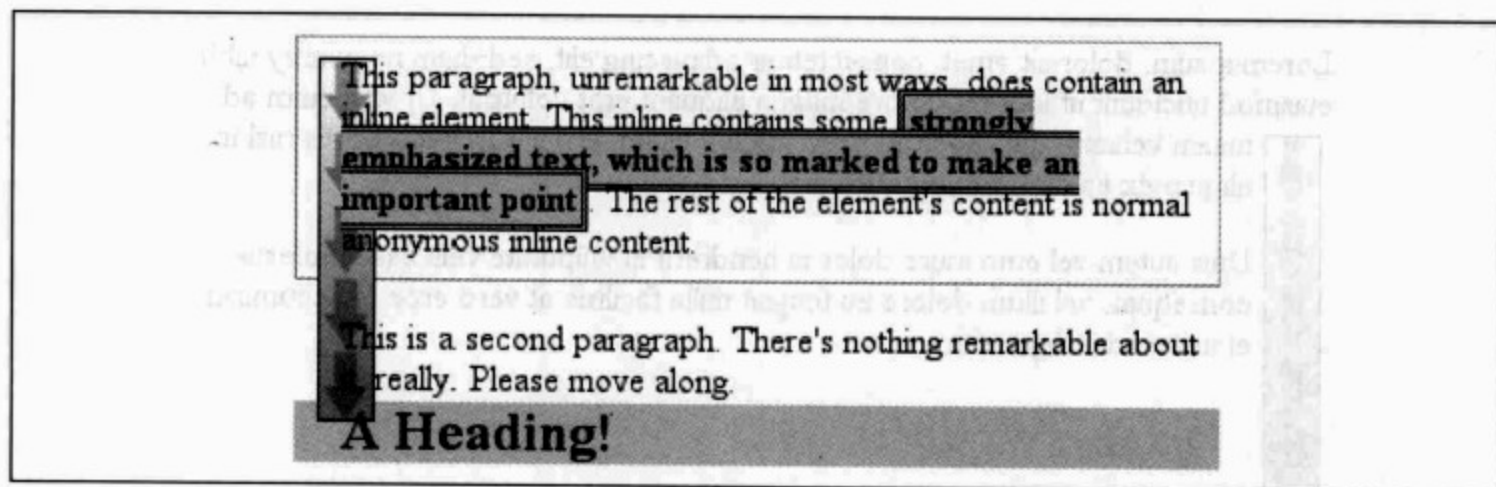 This paragraph, unremarkable in most ways, does contain an
inline element. This inline contains some strongly
emphasized text, which is so marked to make an
important point. The rest of the element's content is normal
anonymous inline content.
This is a second paragraph. There's nothing remarkable about
really. Please move along.
A Heading!